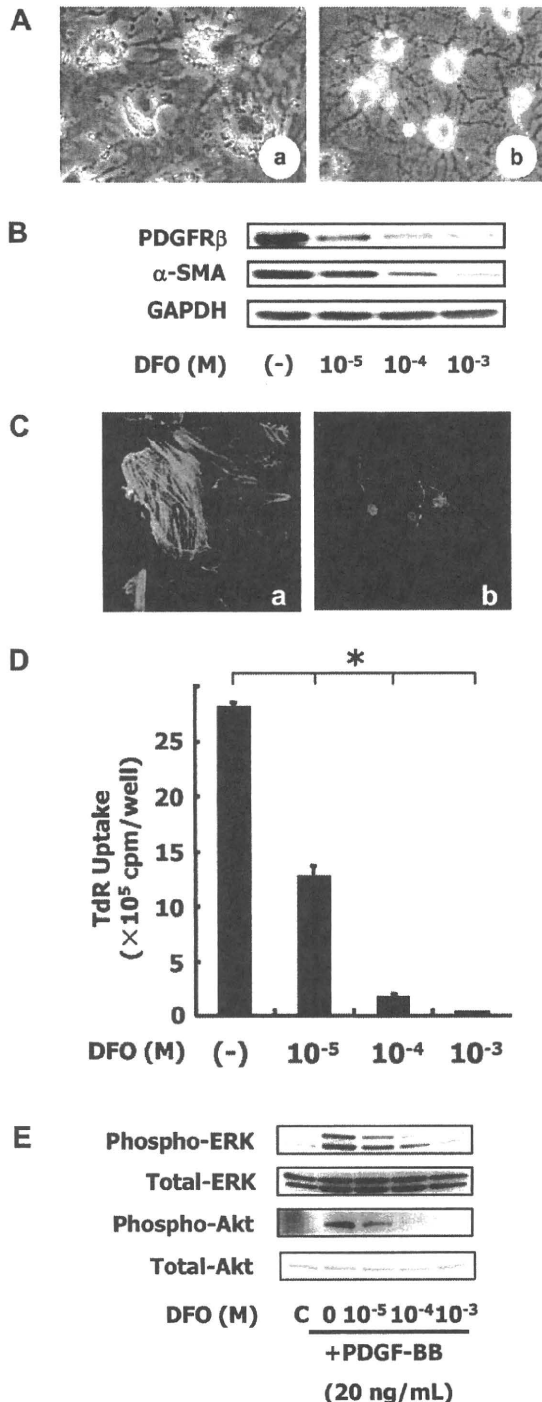 A
a
b
B
PDGFRβ
α-SMA
GAPDH
DFO (M) (-) 10⁻⁵ 10⁻⁴ 10⁻³
C
a
b
D
*
TdR Uptake
(×10⁵ cpm/well)
25
20
15
10
5
0
DFO (M) (-) 10⁻⁵ 10⁻⁴ 10⁻³
E
Phospho-ERK
Total-ERK
Phospho-Akt
Total-Akt
DFO (M) C 0 10⁻⁵ 10⁻⁴ 10⁻³
+PDGF-BB
(20 ng/mL)